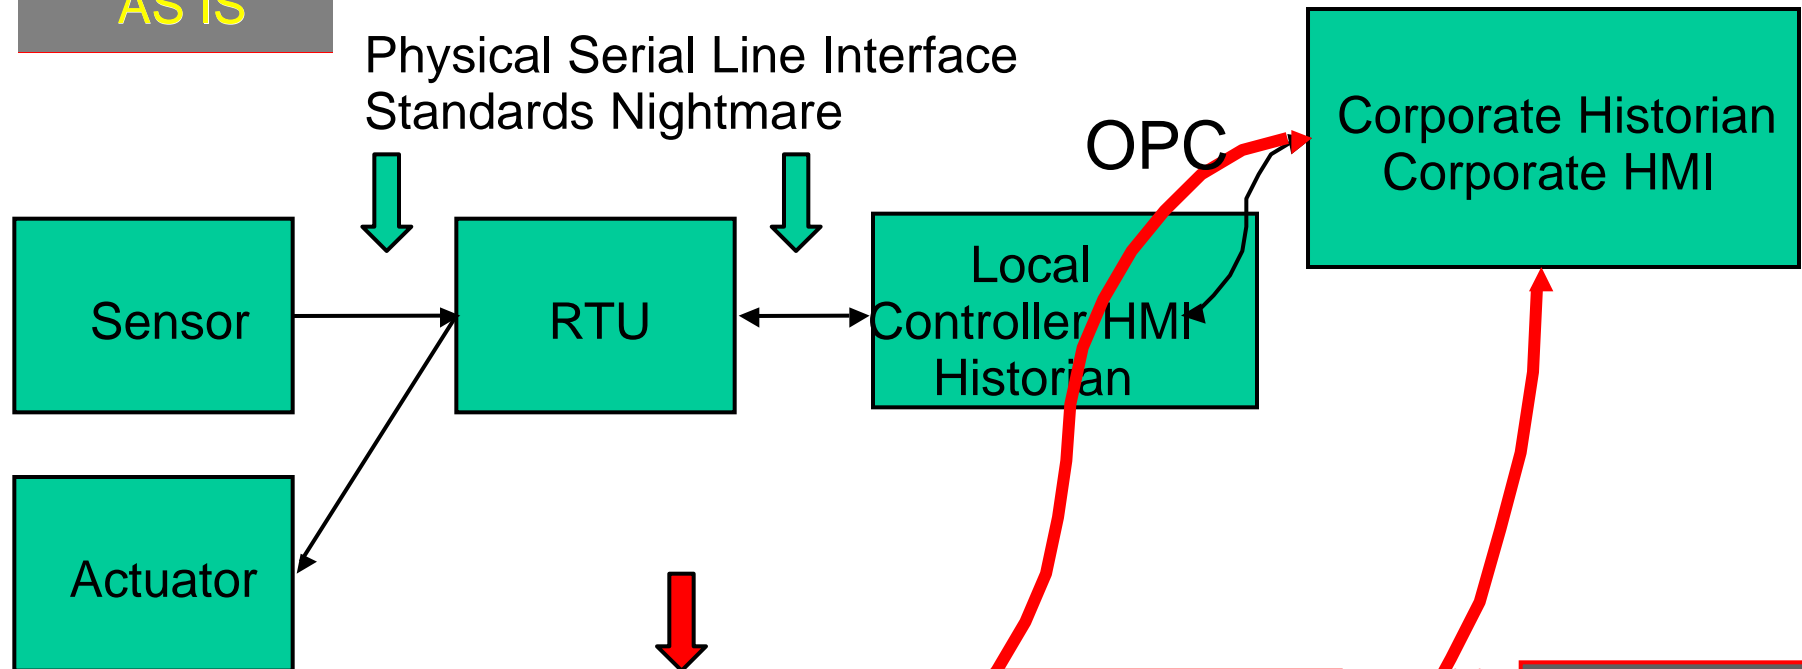 AS IS
Physical Serial Line Interface
Standards Nightmare
OPC
Corporate Historian
Corporate HMI
Sensor
RTU
Local
Controller HMI
Historian
Actuator